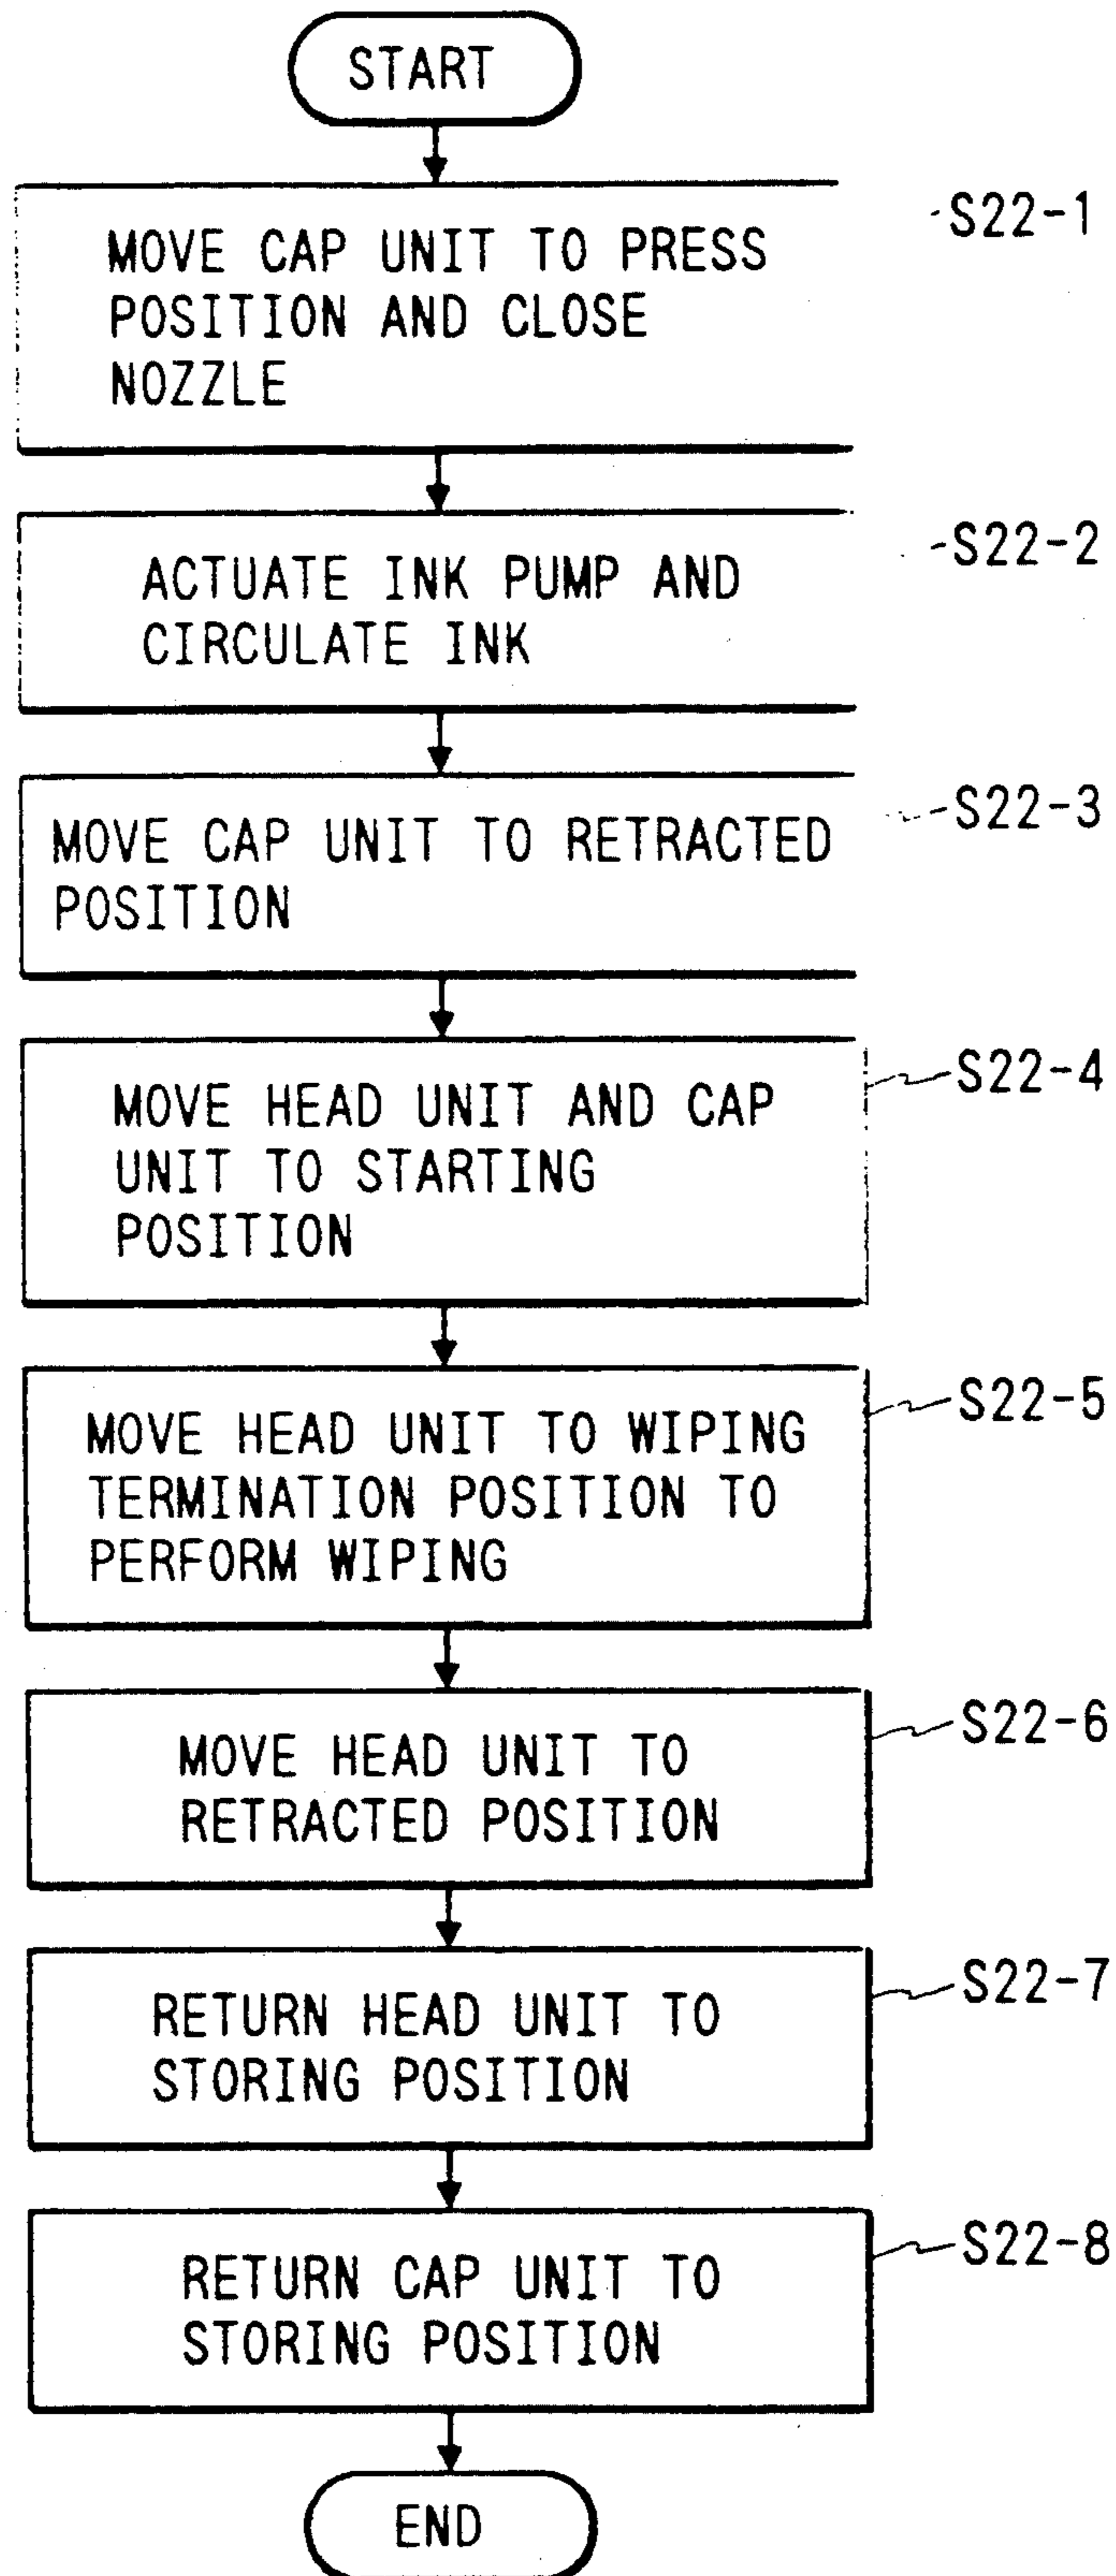 START
MOVE CAP UNIT TO PRESS
POSITION AND CLOSE
NOZZLE
S22-1
ACTUATE INK PUMP AND
CIRCULATE INK
S22-2
MOVE CAP UNIT TO RETRACTED
POSITION
S22-3
MOVE HEAD UNIT AND CAP
UNIT TO STARTING
POSITION
S22-4
MOVE HEAD UNIT TO WIPING
TERMINATION POSITION TO
PERFORM WIPING
S22-5
MOVE HEAD UNIT TO
RETRACTED POSITION
S22-6
RETURN HEAD UNIT TO
STORING POSITION
S22-7
RETURN CAP UNIT TO
STORING POSITION
S22-8
END